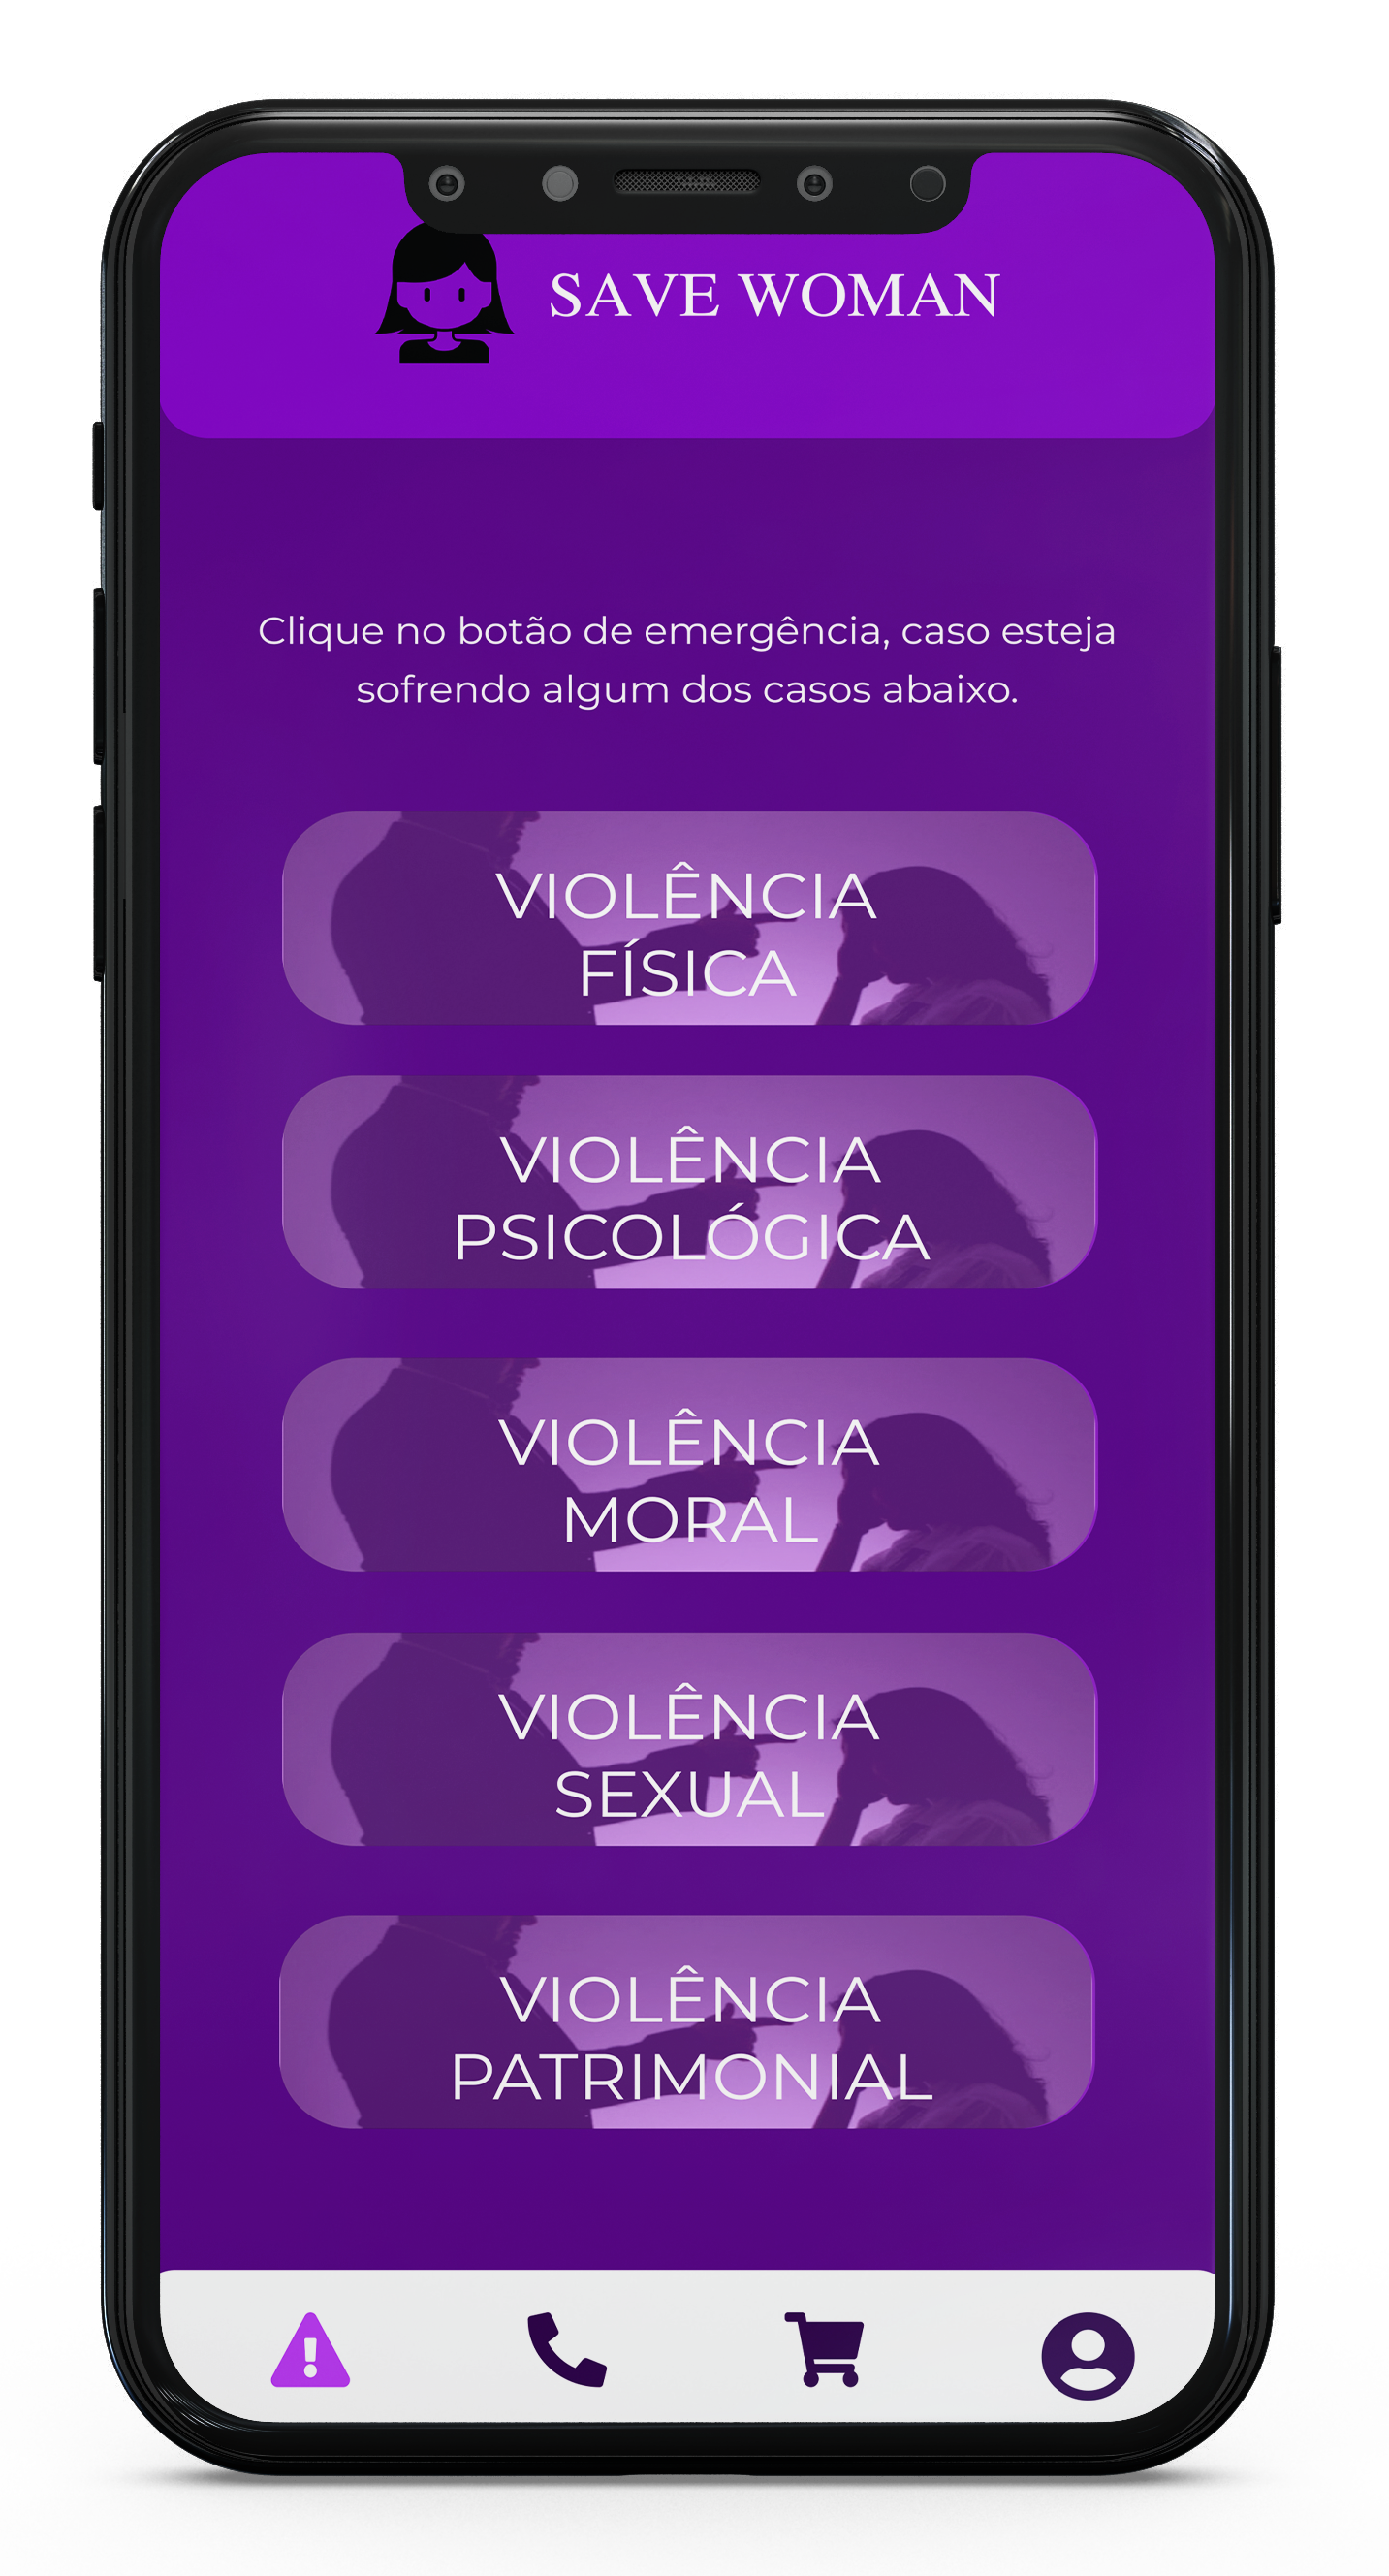 SAVE WOMAN
Clique no botão de emergência, caso esteja
sofrendo algum dos casos abaixo.
VIOLÊNCIA
FÍSICA
VIOLÊNCIA
PSICOLÓGICA
VIOLÊNCIA
MORAL
VIOLÊNCIA
SEXUAL
VIOLÊNCIA
PATRIMONIAL